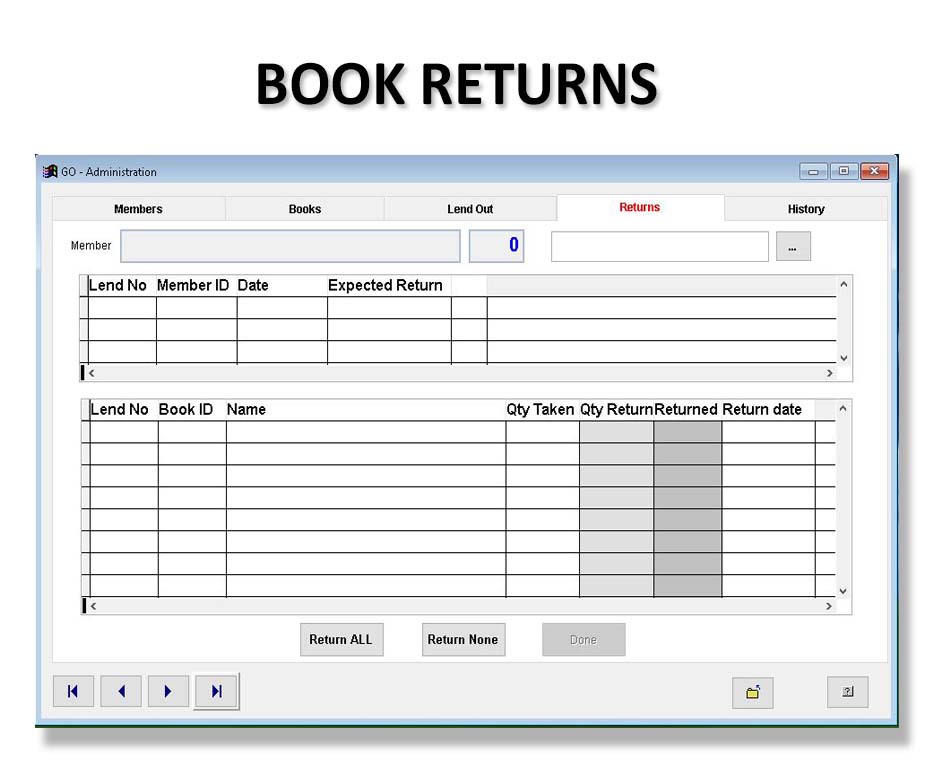 BOOK RETURNS
GO - Administration
Members Books Lend Out Returns History
Member 0 ...
Lend No Member ID Date Expected Return
Lend No Book ID Name Qty Taken Qty Return Returned Return date
Return ALL Return None Done